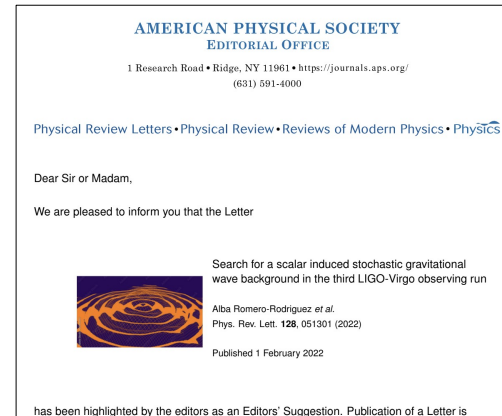 AMERICAN PHYSICAL SOCIETY
EDITORIAL OFFICE
1 Research Road • Ridge, NY 11961 • https://journals.aps.org/
(631) 591-4000
Physical Review Letters • Physical Review • Reviews of Modern Physics • Physics
Dear Sir or Madam,
We are pleased to inform you that the Letter
Search for a scalar induced stochastic gravitational
wave background in the third LIGO-Virgo observing run
Alba Romero-Rodriguez et al.
Phys. Rev. Lett. 128, 051301 (2022)
Published 1 February 2022
has been highlighted by the editors as an Editors' Suggestion. Publication of a Letter is